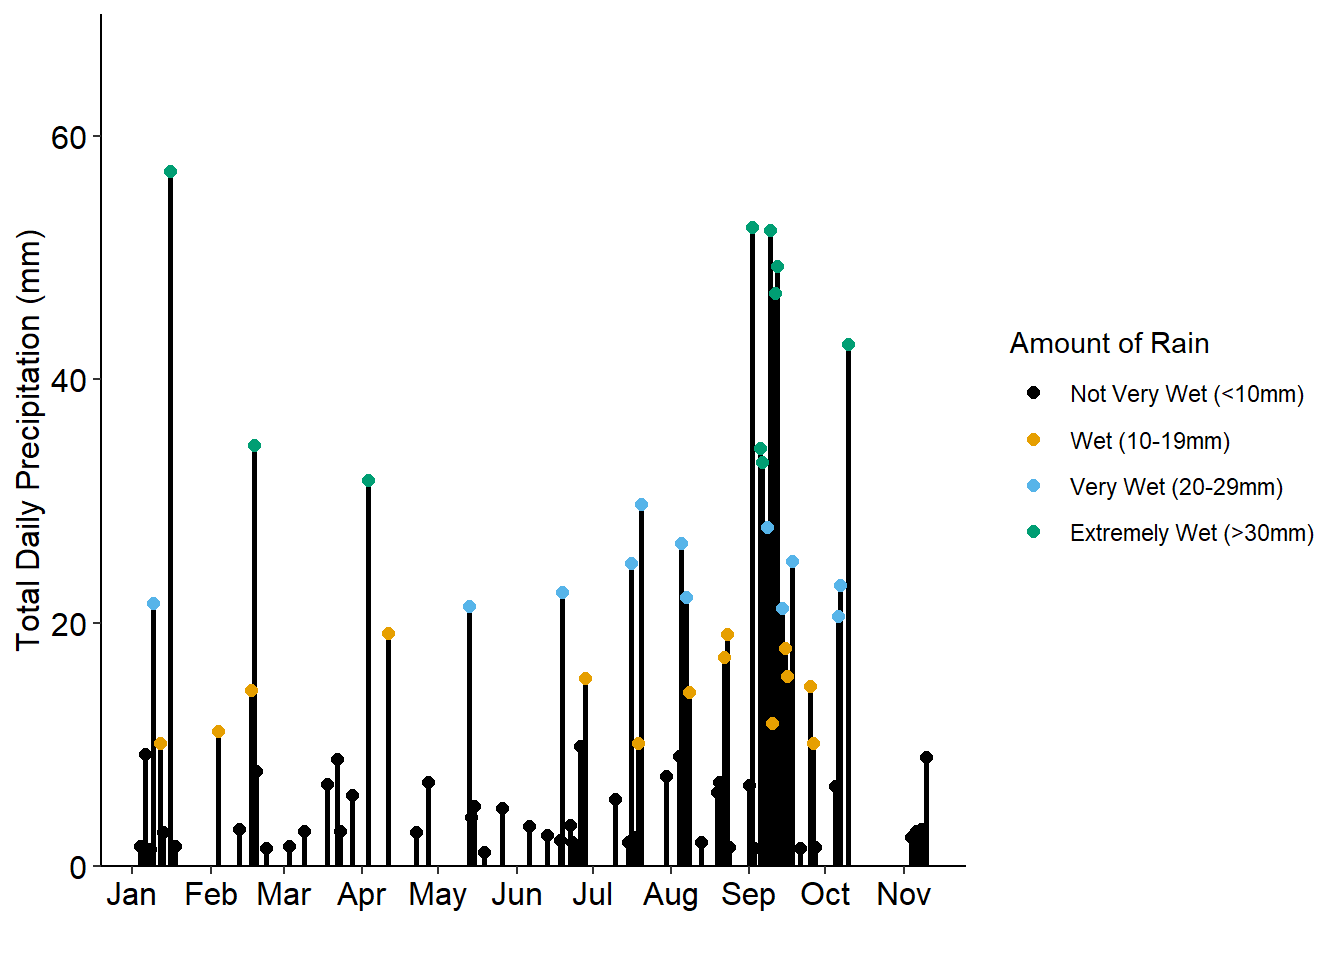 Total Daily Precipitation (mm)
60
40
20
0
Jan Feb Mar Apr May Jun Jul Aug Sep Oct Nov
Amount of Rain
Not Very Wet (<10mm)
Wet (10-19mm)
Very Wet (20-29mm)
Extremely Wet (>30mm)